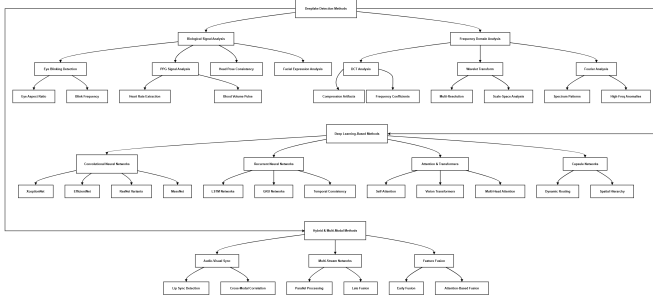 Deepfake Detection Methods
Biological Signal Analysis
Frequency Domain Analysis
Eye Blinking Detection
PPG Signal Analysis
Head Pose Consistency
Facial Expression Analysis
DCT Analysis
Wavelet Transform
Fourier Analysis
Eye Aspect Ratio
Blink Frequency
Heart Rate Extraction
Blood Volume Pulse
Compression Artifacts
Frequency Coefficients
Multi-Resolution
Scale-Space Analysis
Spectrum Patterns
High-Freq Anomalies
Deep Learning-Based Methods
Convolutional Neural Networks
Recurrent Neural Networks
Attention & Transformers
Capsule Networks
XceptionNet
EfficientNet
ResNet Variants
MesoNet
LSTM Networks
GRU Networks
Temporal Consistency
Self-Attention
Vision Transformers
Multi-Head Attention
Dynamic Routing
Spatial Hierarchy
Hybrid & Multi-Modal Methods
Audio-Visual Sync
Multi-Stream Networks
Feature Fusion
Lip Sync Detection
Cross-Modal Correlation
Parallel Processing
Late Fusion
Early Fusion
Attention-Based Fusion